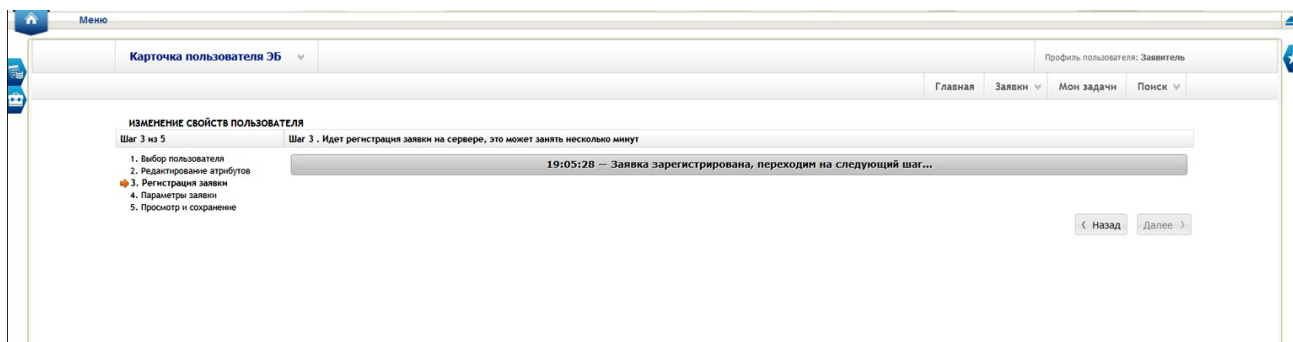 Меню
Карточка пользователя ЭБ
Профиль пользователя: Заявитель
Главная Заявки Мои задачи Поиск
ИЗМЕНЕНИЕ СВОЙСТВ ПОЛЬЗОВАТЕЛЯ
Шаг 3 из 5 Шаг 3 . Идет регистрация заявки на сервере, это может занять несколько минут
1. Выбор пользователя
2. Редактирование атрибутов
3. Регистрация заявки
4. Параметры заявки
5. Просмотр и сохранение
19:05:28 — Заявка зарегистрирована, переходим на следующий шаг...
Назад Далее